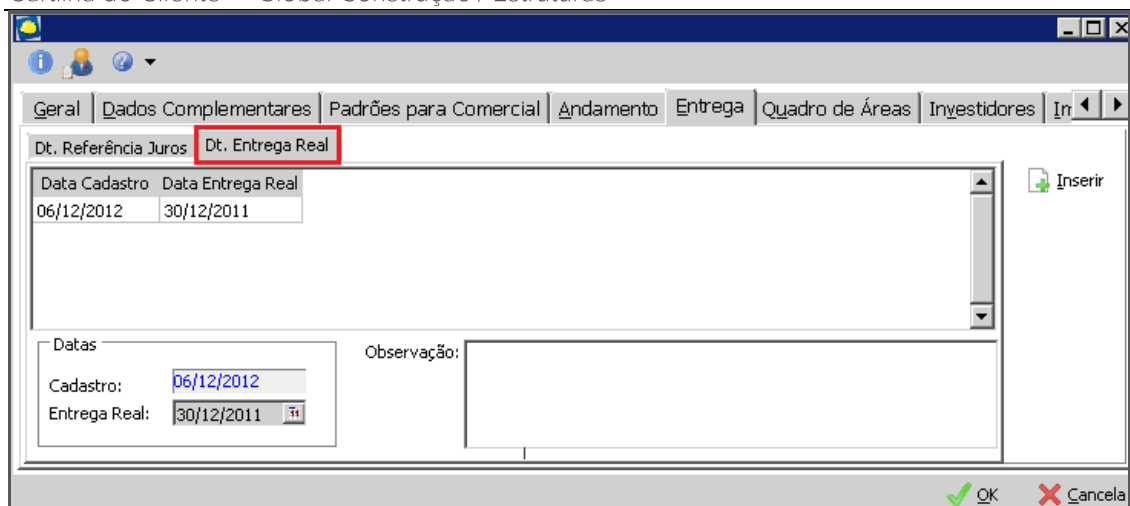 Geral Dados Complementares Padrões para Comercial Andamento Entrega Quadro de Áreas Investidores
Dt. Referência Juros Dt. Entrega Real
Data Cadastro Data Entrega Real
Inserir
06/12/2012 30/12/2011
Datas
Observação:
Cadastro: 06/12/2012
Entrega Real: 30/12/2011
OK Cancela